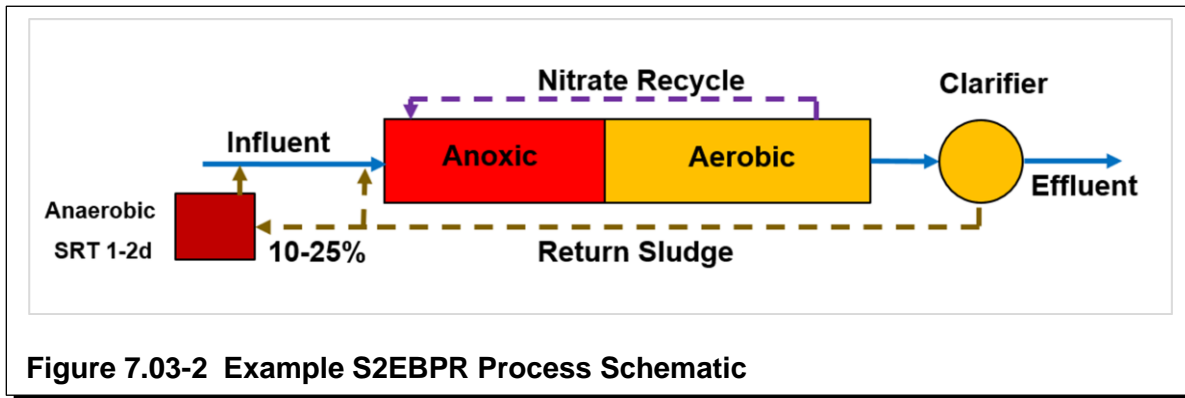 Nitrate Recycle
Clarifier
Influent
Anoxic
Aerobic
Effluent
Anaerobic
SRT 1-2d
10-25%
Return Sludge
Figure 7.03-2 Example S2EBPR Process Schematic